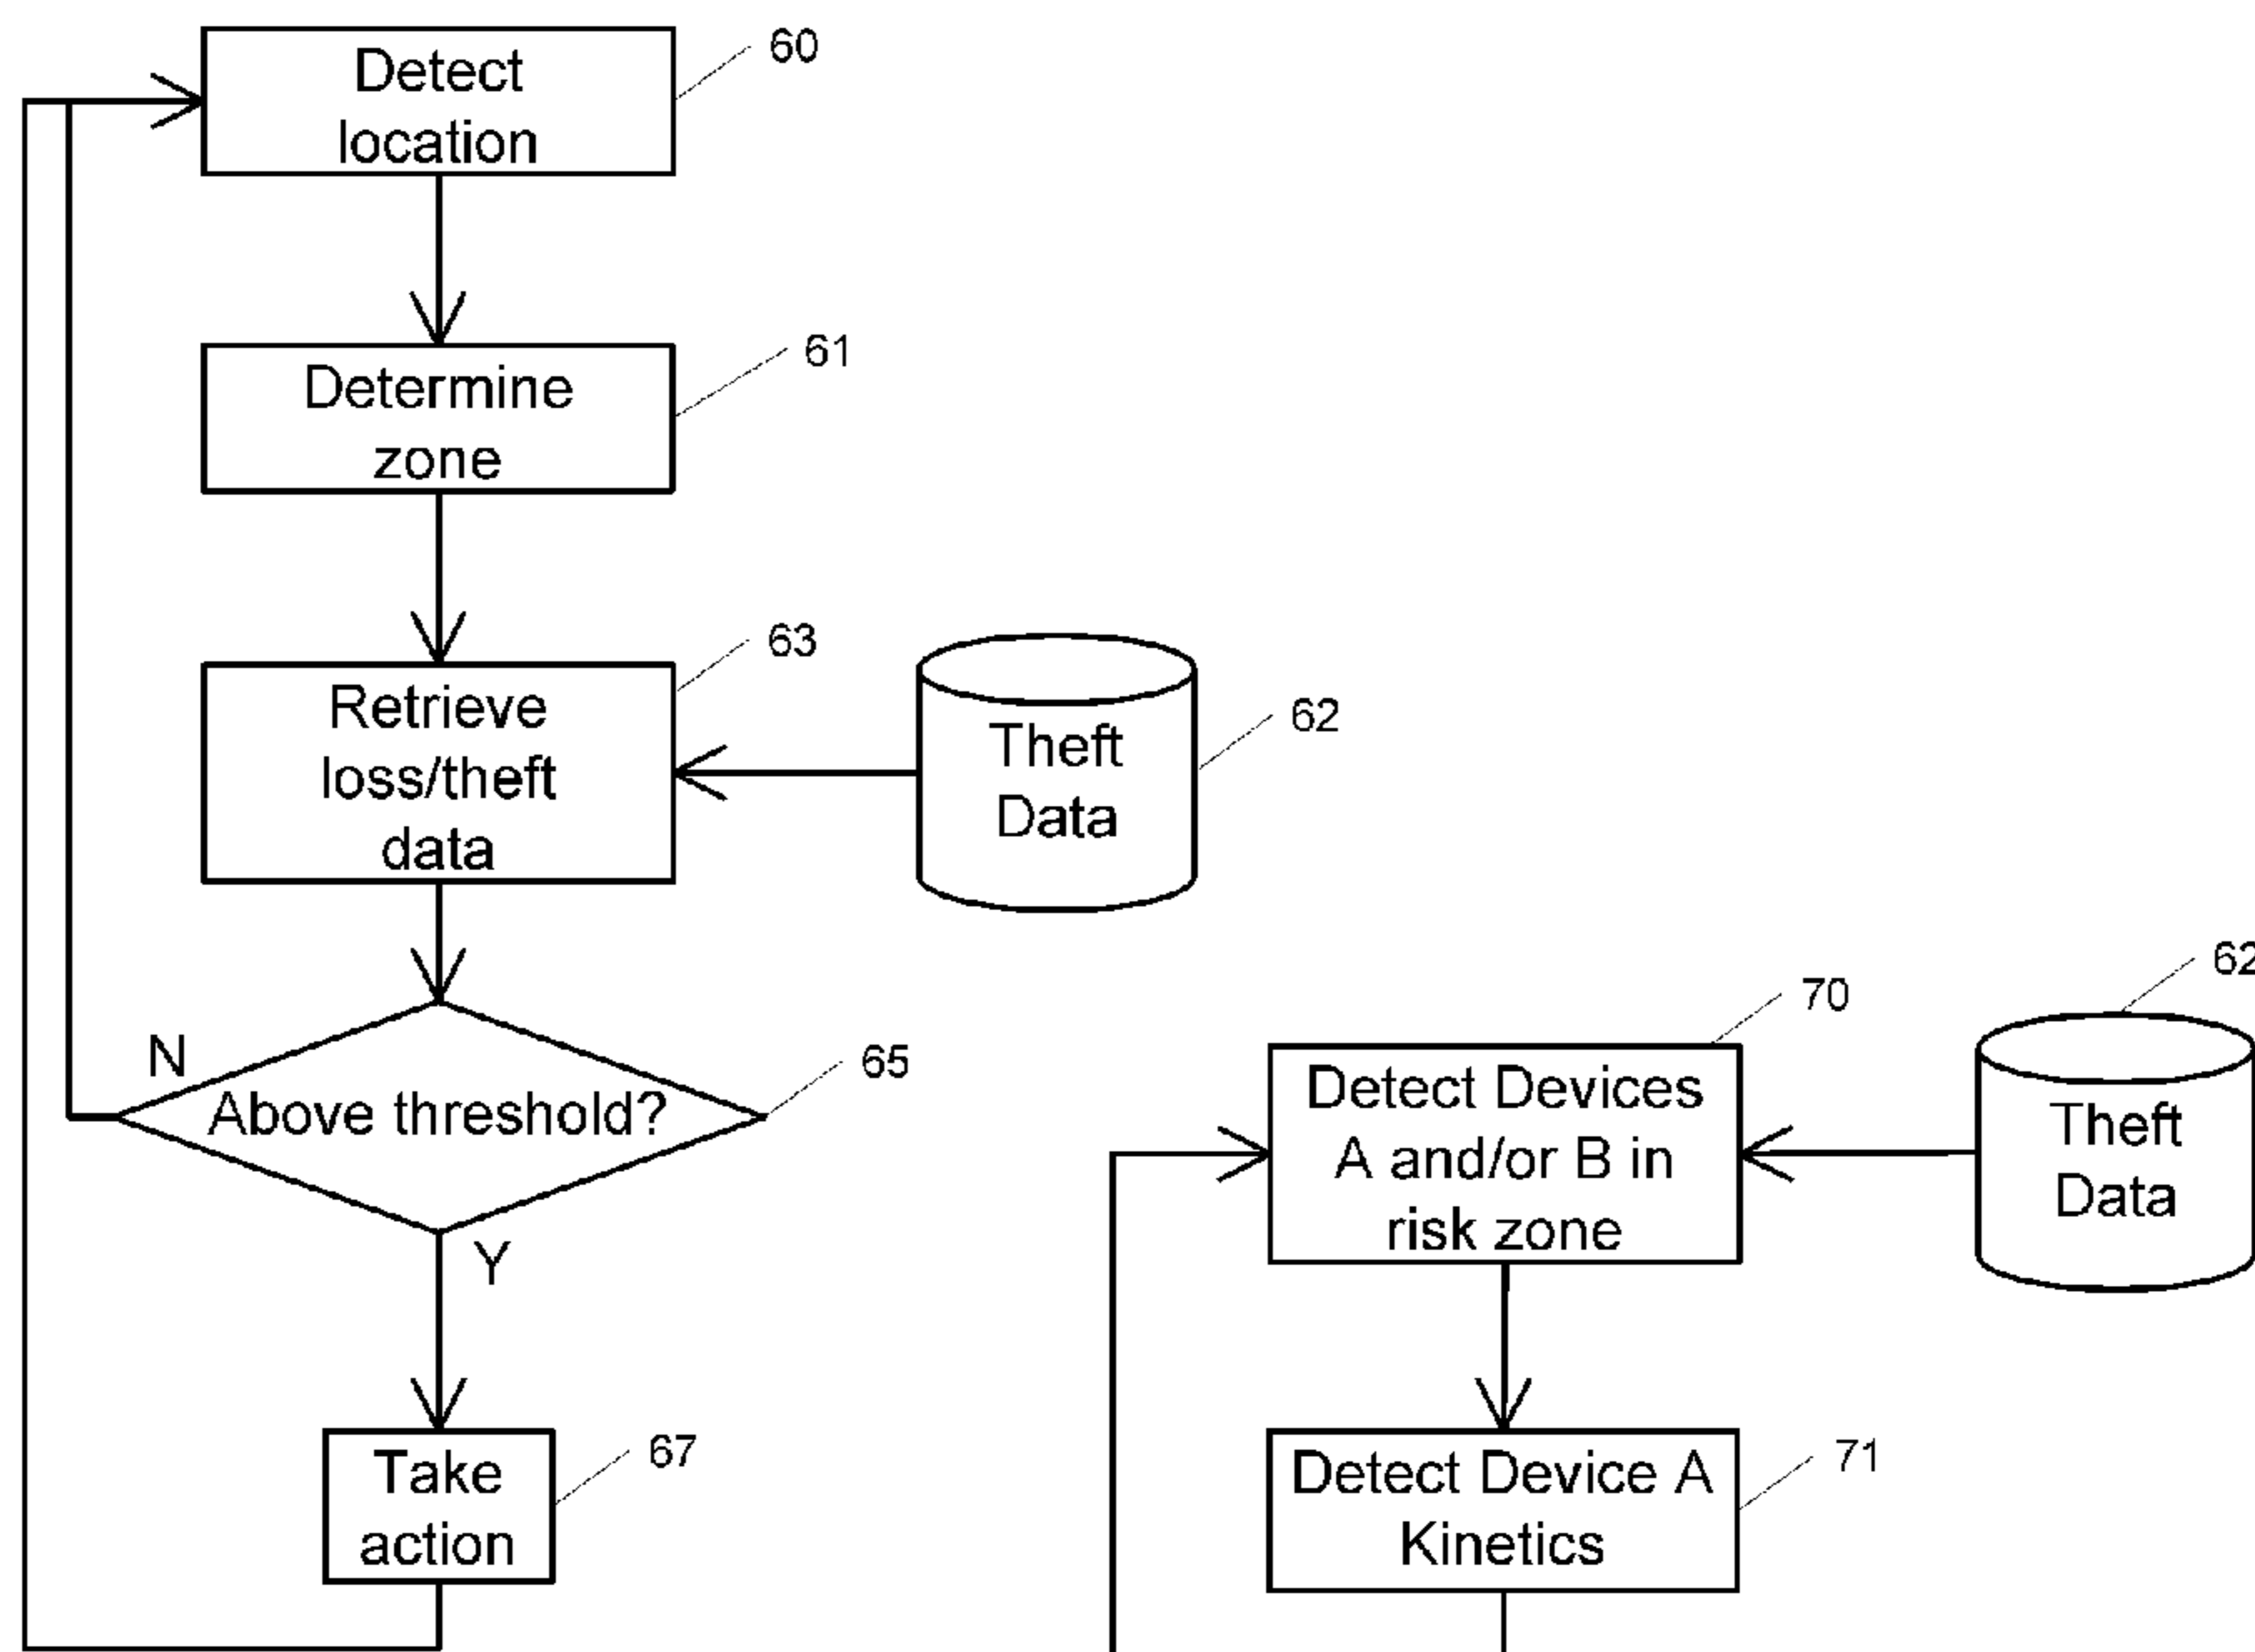 60
Detect
location
61
Determine
zone
63
Retrieve
loss/theft
data
62
Theft
Data
N
Above threshold?
65
Y
67
Take
action
70
Detect Devices
A and/or B in
risk zone
62
Theft
Data
71
Detect Device A
Kinetics